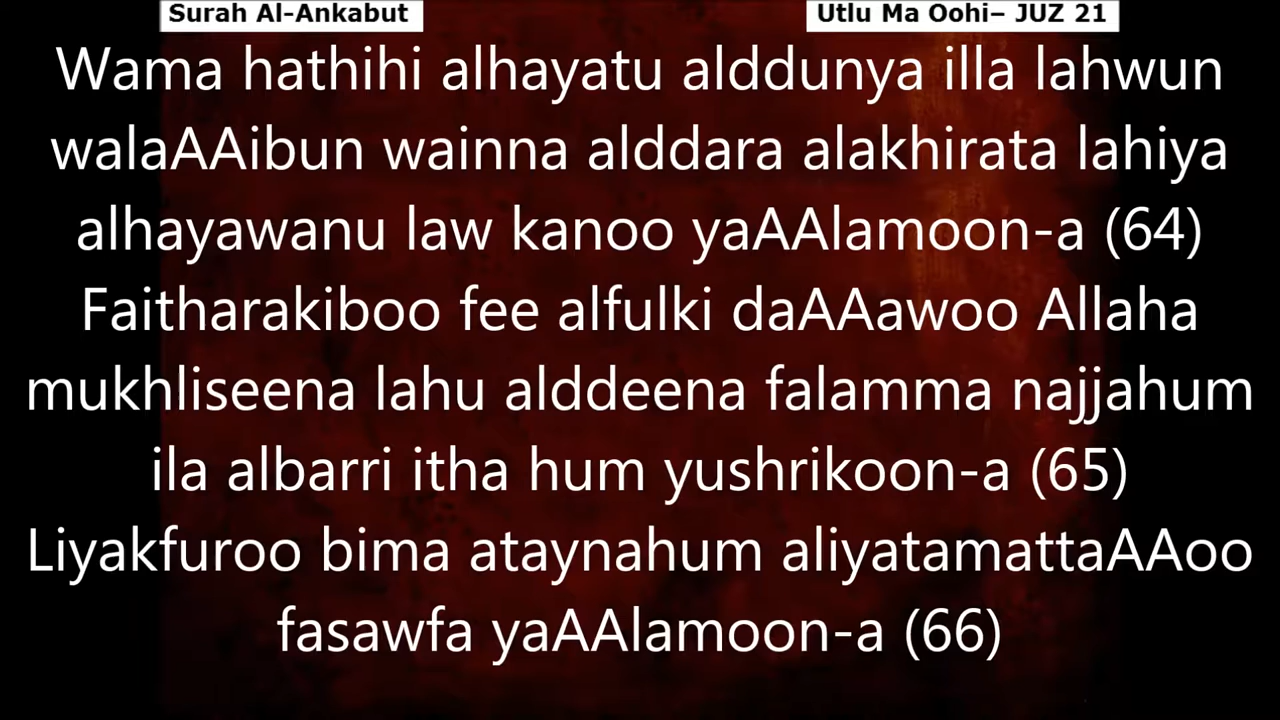 Surah Al-Ankabut
Utlu Ma Oohi– JUZ 21
Wama hathihi alhayatu alddunya illa lahwun
walaAAibun wainna alddara alakhirata lahiya
alhayawanu law kanoo yaAAlamoon-a (64)
Faitharakiboo fee alfulki daAAawoo Allaha
mukhliseena lahu alddeena falamma najjahum
ila albarri itha hum yushrikoon-a (65)
Liyakfuroo bima ataynahum aliyatamattaAAoo
fasawfa yaAAlamoon-a (66)